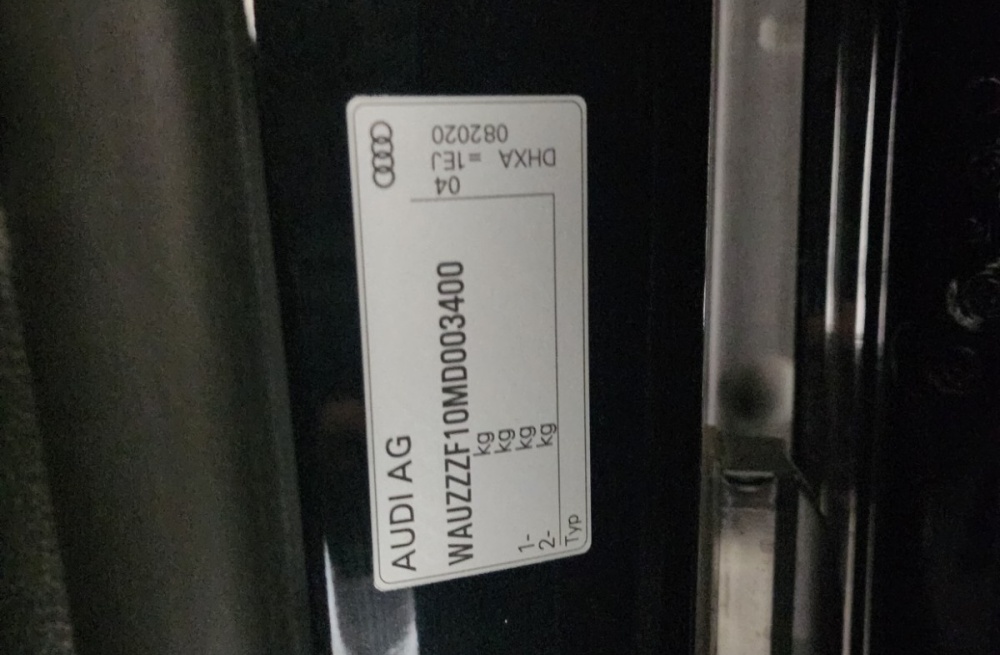 AUDI AG
WAUZZZF10MD003400
kg
kg
1- kg
2- kg
Typ
04
DHXA = 1EJ
082020